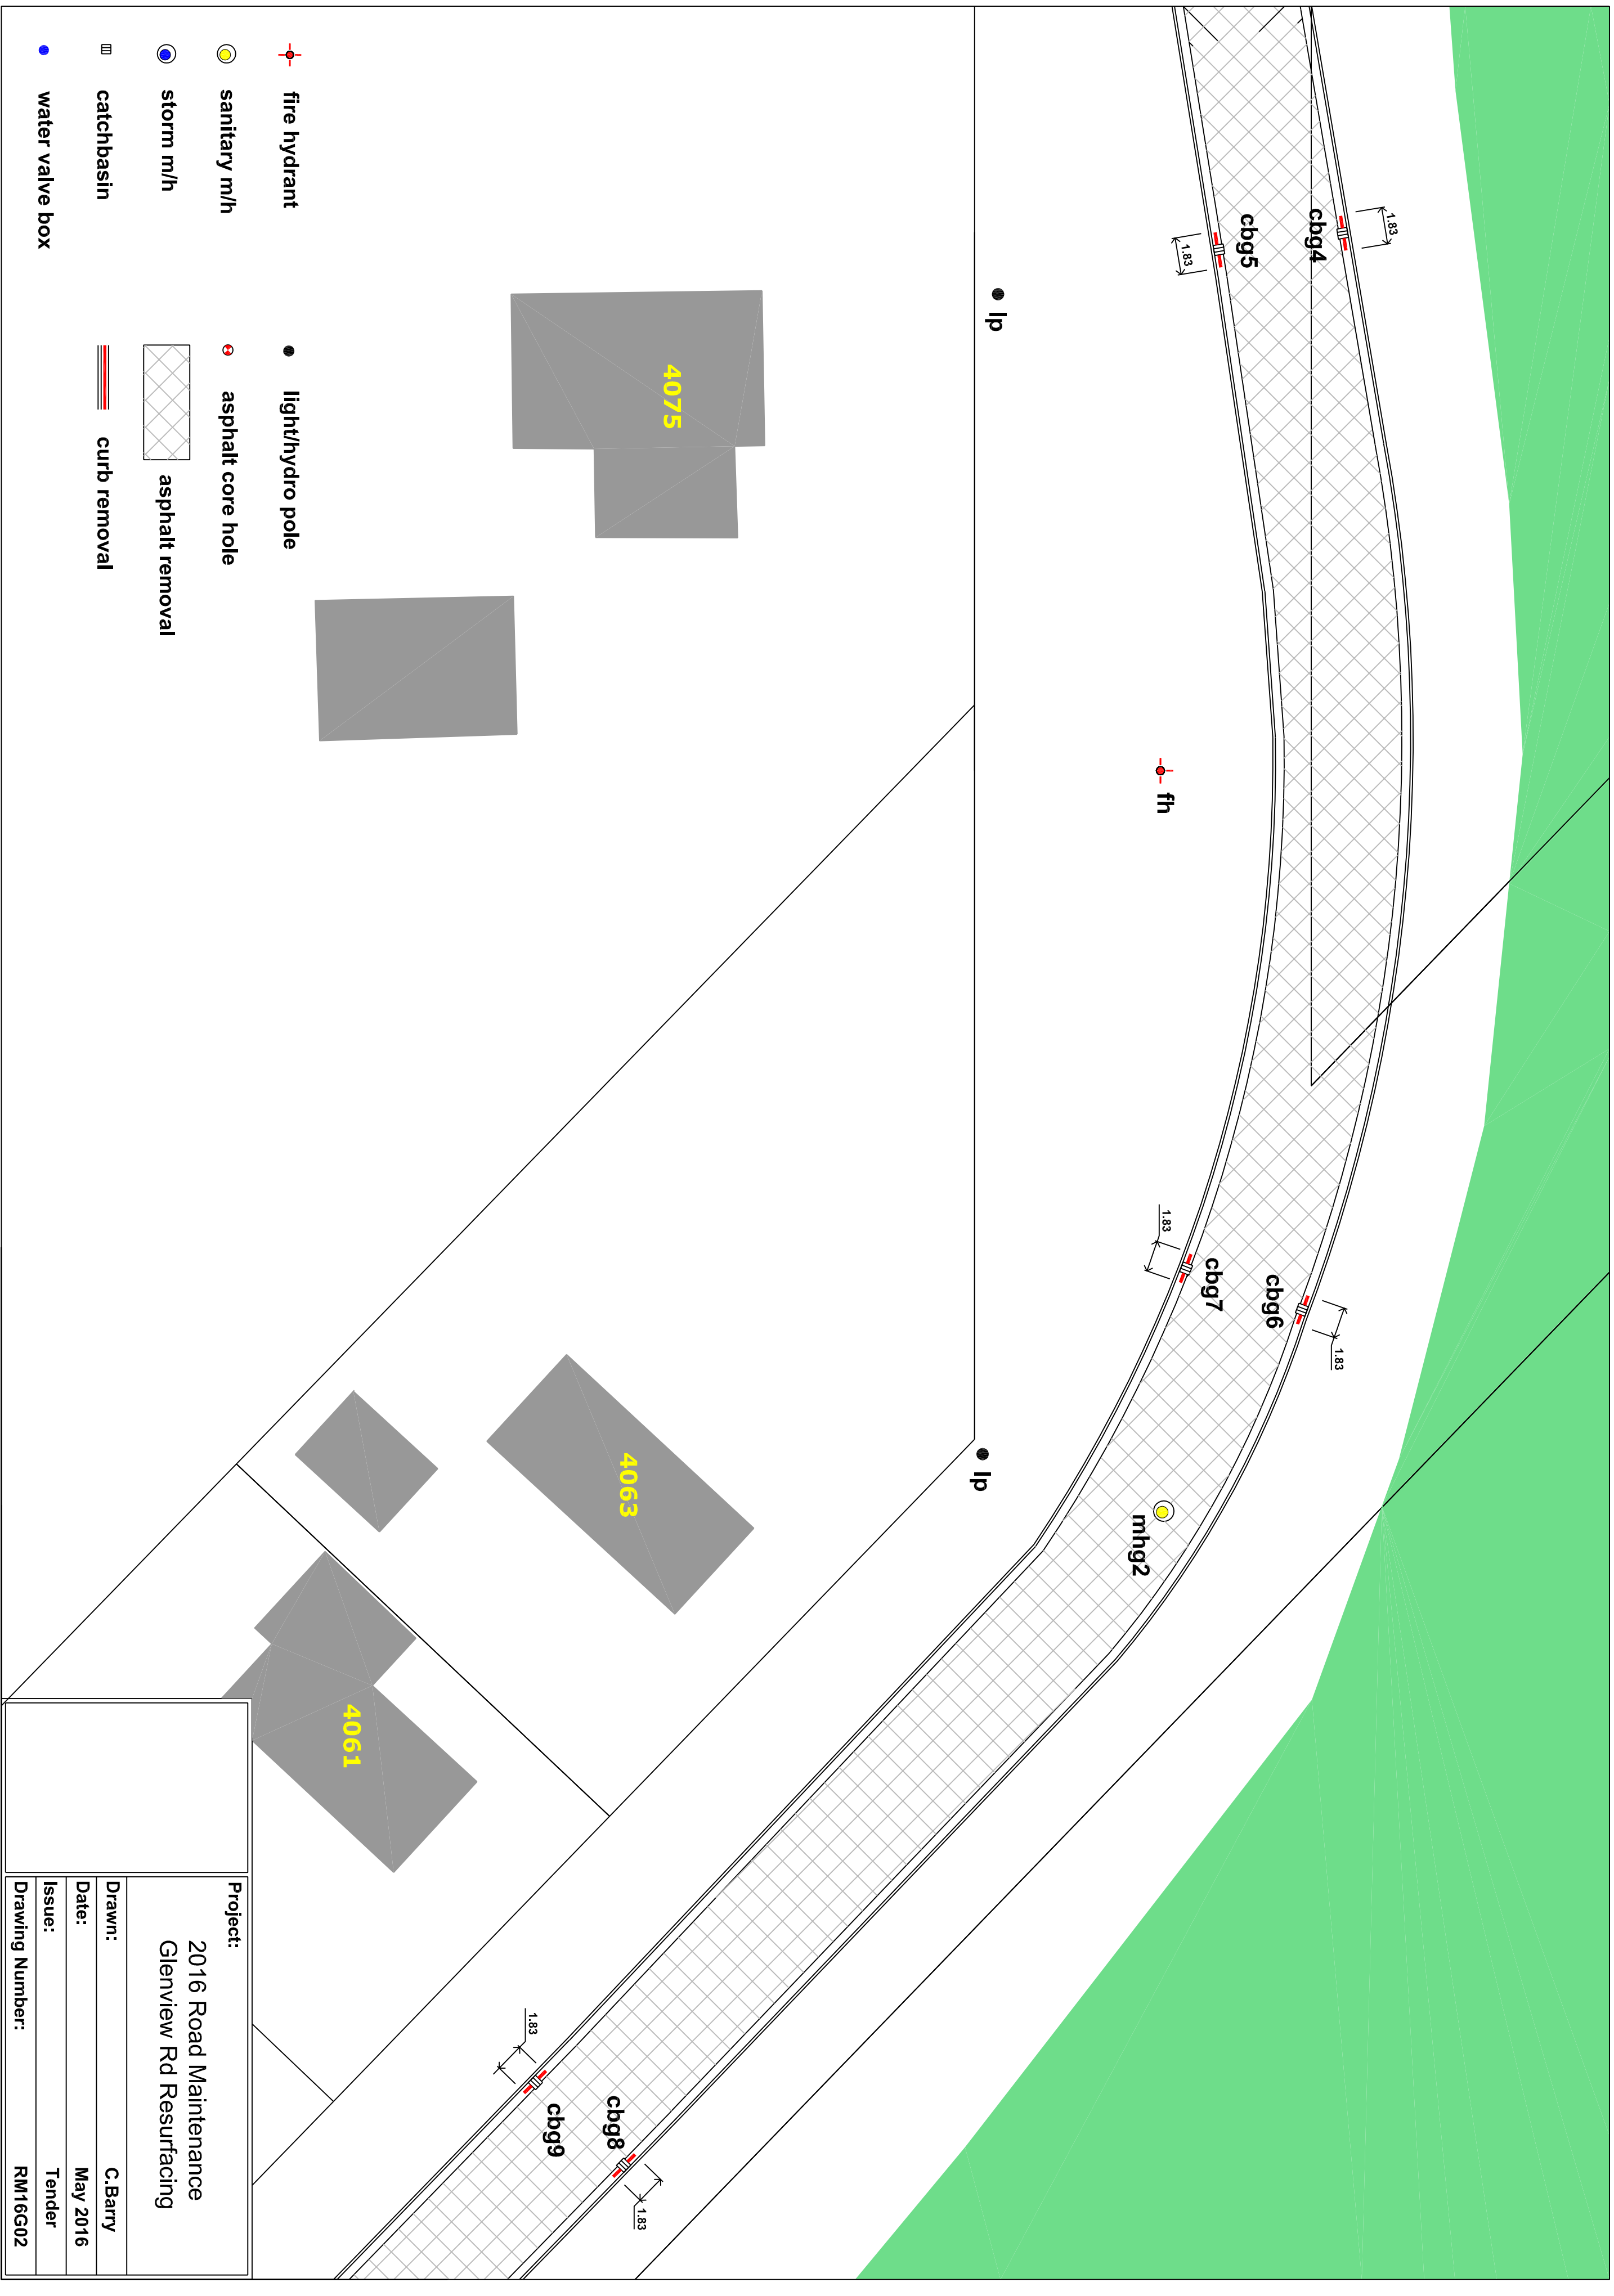 1.83
cbg4
cbg5
1.83
lp
fh
1.83
cbg7
cbg6
1.83
lp
mhg2
4075
4063
4061
1.83
cbg9
cbg8
1.83
fire hydrant
sanitary m/h
storm m/h
catchbasin
water valve box
light/hydro pole
asphalt core hole
asphalt removal
curb removal
Project:
2016 Road Maintenance
Glenview Rd Resurfacing
Drawn: C.Barry
Date: May 2016
Issue: Tender
Drawing Number: RM16G02